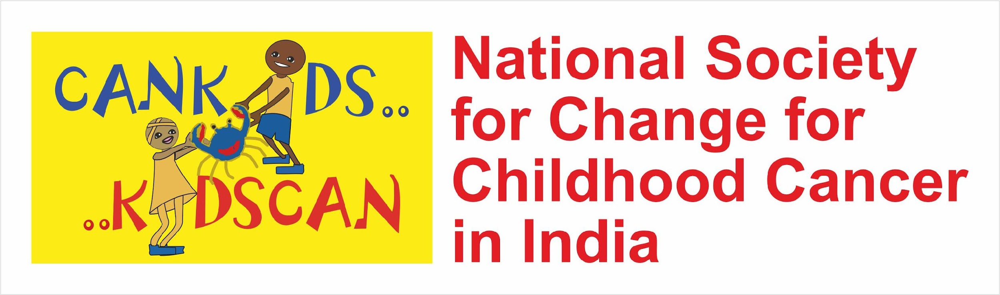 CANKIDS...
...KIDSCAN
National Society
for Change for
Childhood Cancer
in India